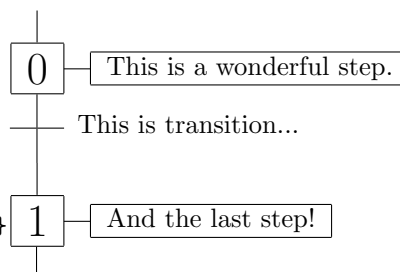 0 This is a wonderful step.
This is transition...
1 And the last step!